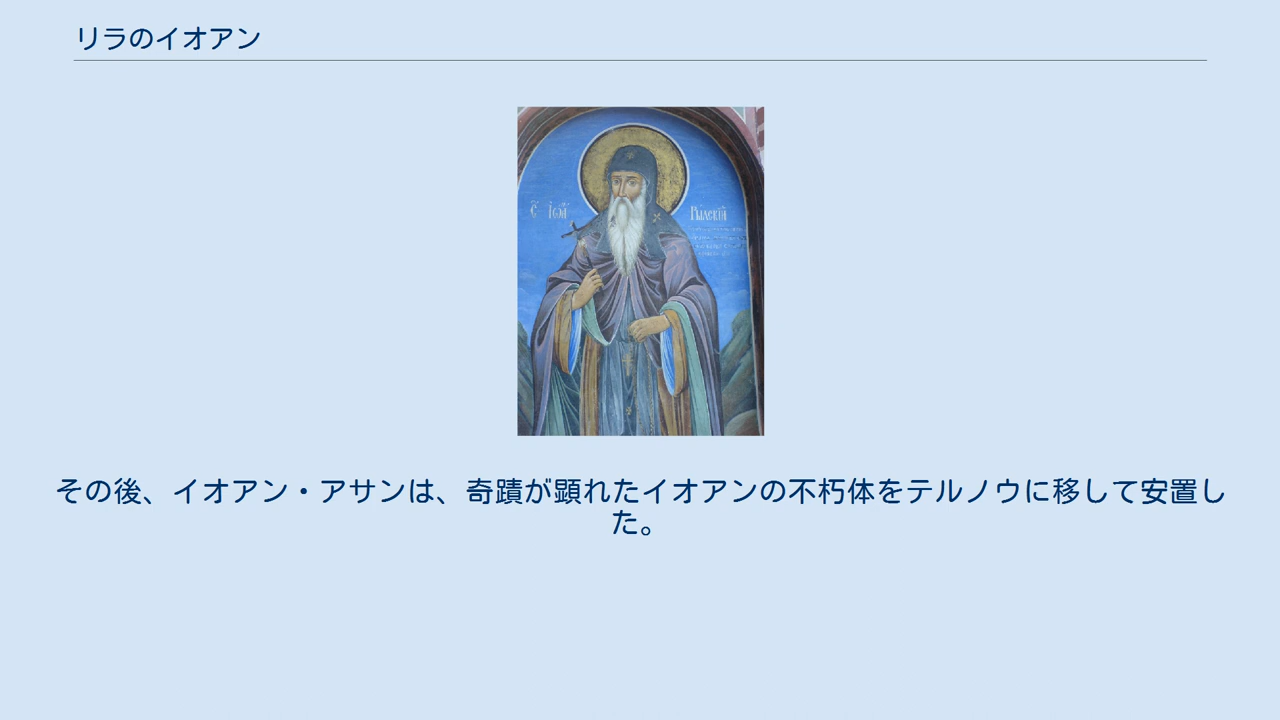 リラのイオアン
Рылскїй
その後、イオアン・アサンは、奇蹟が顕れたイオアンの不朽体をテルノウに移して安置し
た。